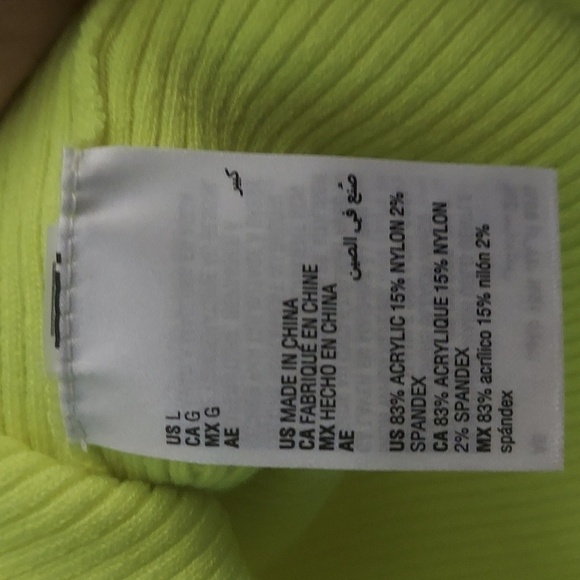 US L
CA G
MX G
AE كبير
US MADE IN CHINA
CA FABRIQUÉ EN CHINE
MX HECHO EN CHINA
AE صُنع في الصين
US 83% ACRYLIC 15% NYLON 2%
SPANDEX
CA 83% ACRYLIQUE 15% NYLON
2% SPANDEX
MX 83% acrílico 15% nilón 2%
spándex